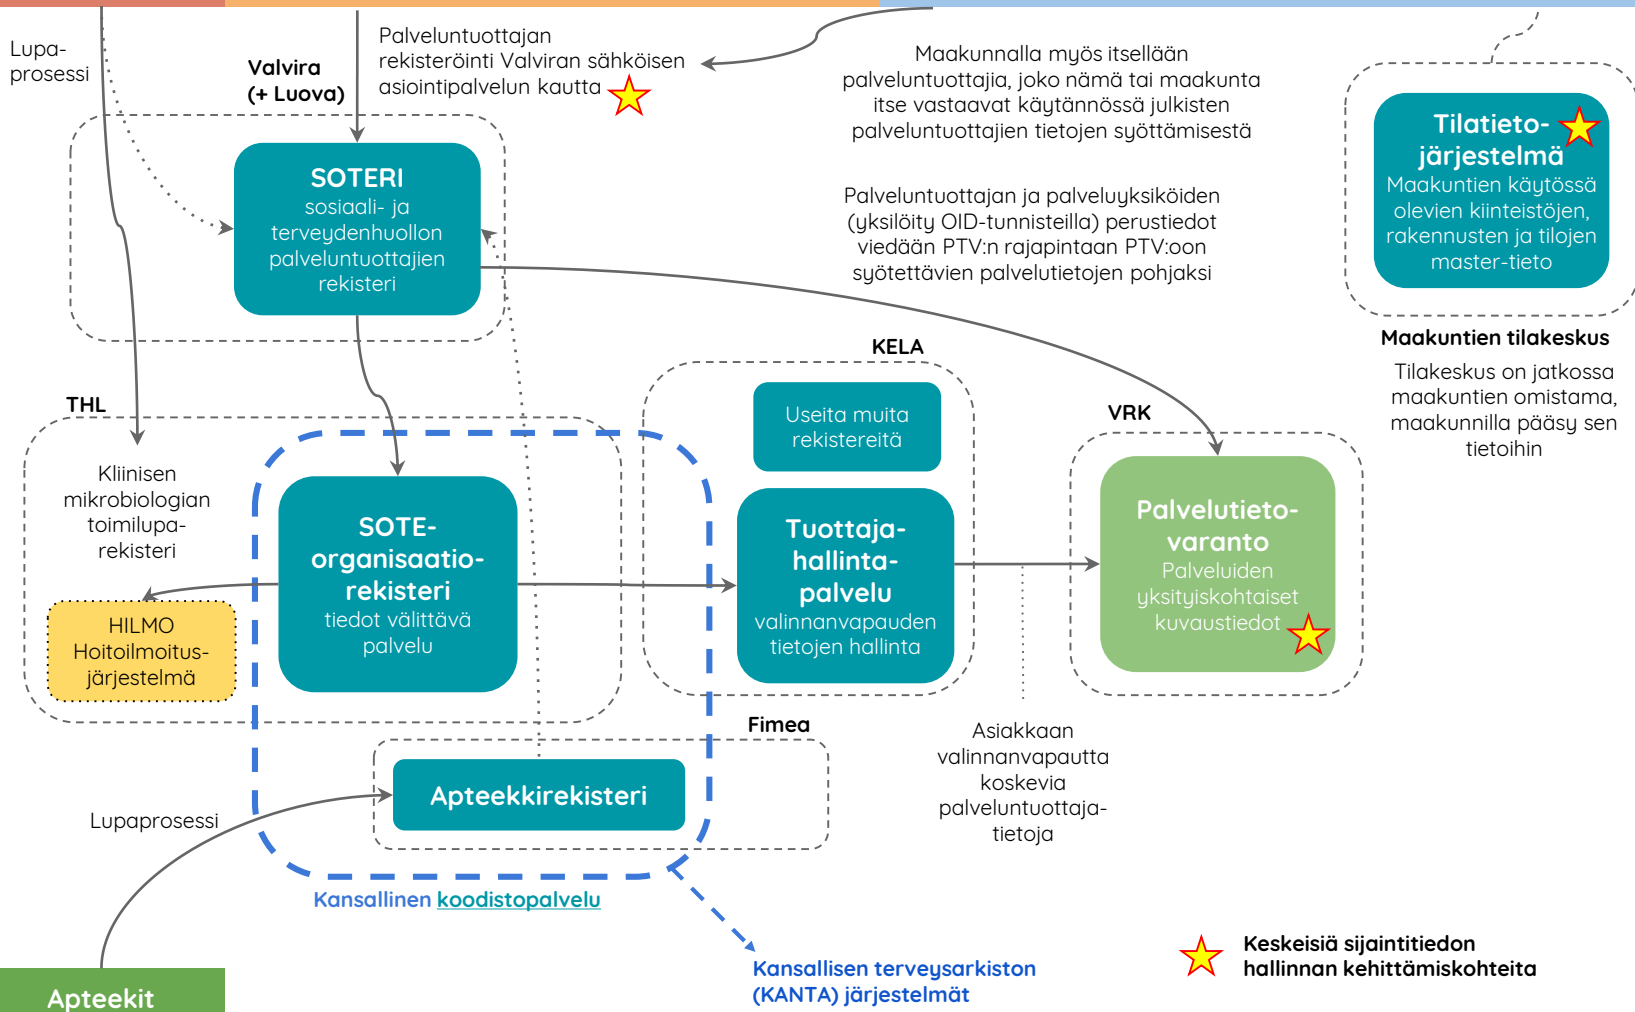 Lupa-
prosessi
Valvira
(+ Luova)
Palveluntuottajan
rekisteröinti Valviran sähköisen
asiointipalvelun kautta
Maakunnalla myös itsellään
palveluntuottajia, joko nämä tai maakunta
itse vastaavat käytännössä julkisten
palveluntuottajien tietojen syöttämisestä
Tilatieto-
järjestelmä
Maakuntien käytössä
olevien kiinteistöjen,
rakennusten ja tilojen
master-tieto
SOTERI
sosiaali- ja
terveydenhuollon
palveluntuottajien
rekisteri
Palveluntuottajan ja palveluyksiköiden
(yksilöity OID-tunnisteilla) perustiedot
viedään PTV:n rajapintaan PTV:oon
syötettävien palvelutietojen pohjaksi
Maakuntien tilakeskus
Tilakeskus on jatkossa
maakuntien omistama,
maakunnilla pääsy sen
tietoihin
KELA
Useita muita
rekistereitä
THL
VRK
Kliinisen
mikrobiologian
toimilupa-
rekisteri
SOTE-
organisaatio-
rekisteri
tiedot välittävä
palvelu
Tuottaja-
hallinta-
palvelu
valinnanvapauden
tietojen hallinta
Palvelutieto-
varanto
Palveluiden
yksityiskohtaiset
kuvaustiedot
HILMO
Hoitoilmoitus-
järjestelmä
Fimea
Asiakkaan
valinnanvapautta
koskevia
palveluntuottaja-
tietoja
Apteekkirekisteri
Lupaprosessi
Kansallinen koodistopalvelu
Kansallisen terveysarkiston
(KANTA) järjestelmät
Keskeisiä sijaintitiedon
hallinnan kehittämiskohteita
Apteekit